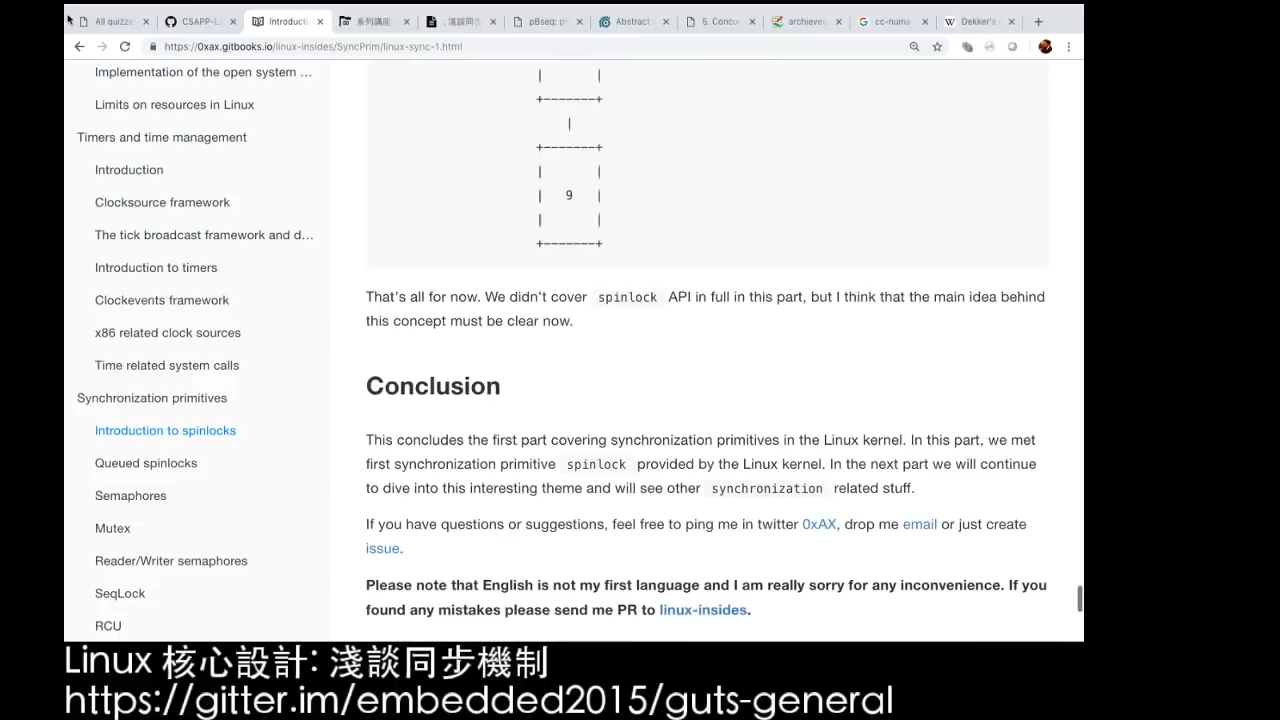 All quizze
CSAPP-L
Introducti
系列講座
淺談同步
pBseq: p
Abstract
5. Concur
archieves
cc-numa
Dekker's
https://0xax.gitbooks.io/linux-insides/SyncPrim/linux-sync-1.html
Implementation of the open system …
Limits on resources in Linux
Timers and time management
Introduction
Clocksource framework
The tick broadcast framework and d…
Introduction to timers
Clockevents framework
x86 related clock sources
Time related system calls
Synchronization primitives
Introduction to spinlocks
Queued spinlocks
Semaphores
Mutex
Reader/Writer semaphores
SeqLock
RCU
|       |
+-------+
|
+-------+
|       |
|   9   |
|       |
+-------+
That's all for now. We didn't cover spinlock API in full in this part, but I think that the main idea behind
this concept must be clear now.
Conclusion
This concludes the first part covering synchronization primitives in the Linux kernel. In this part, we met
first synchronization primitive spinlock provided by the Linux kernel. In the next part we will continue
to dive into this interesting theme and will see other synchronization related stuff.
If you have questions or suggestions, feel free to ping me in twitter 0xAX, drop me email or just create
issue.
Please note that English is not my first language and I am really sorry for any inconvenience. If you
found any mistakes please send me PR to linux-insides.
Linux 核心設計: 淺談同步機制
https://gitter.im/embedded2015/guts-general